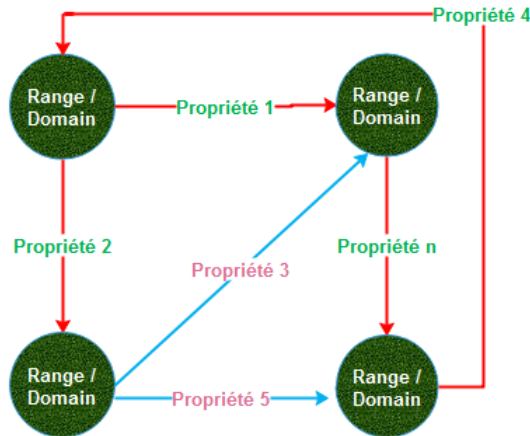 Propriété 4
Range /
Domain
Propriété 1
Range /
Domain
Propriété 2
Propriété 3
Propriété n
Range /
Domain
Propriété 5
Range /
Domain